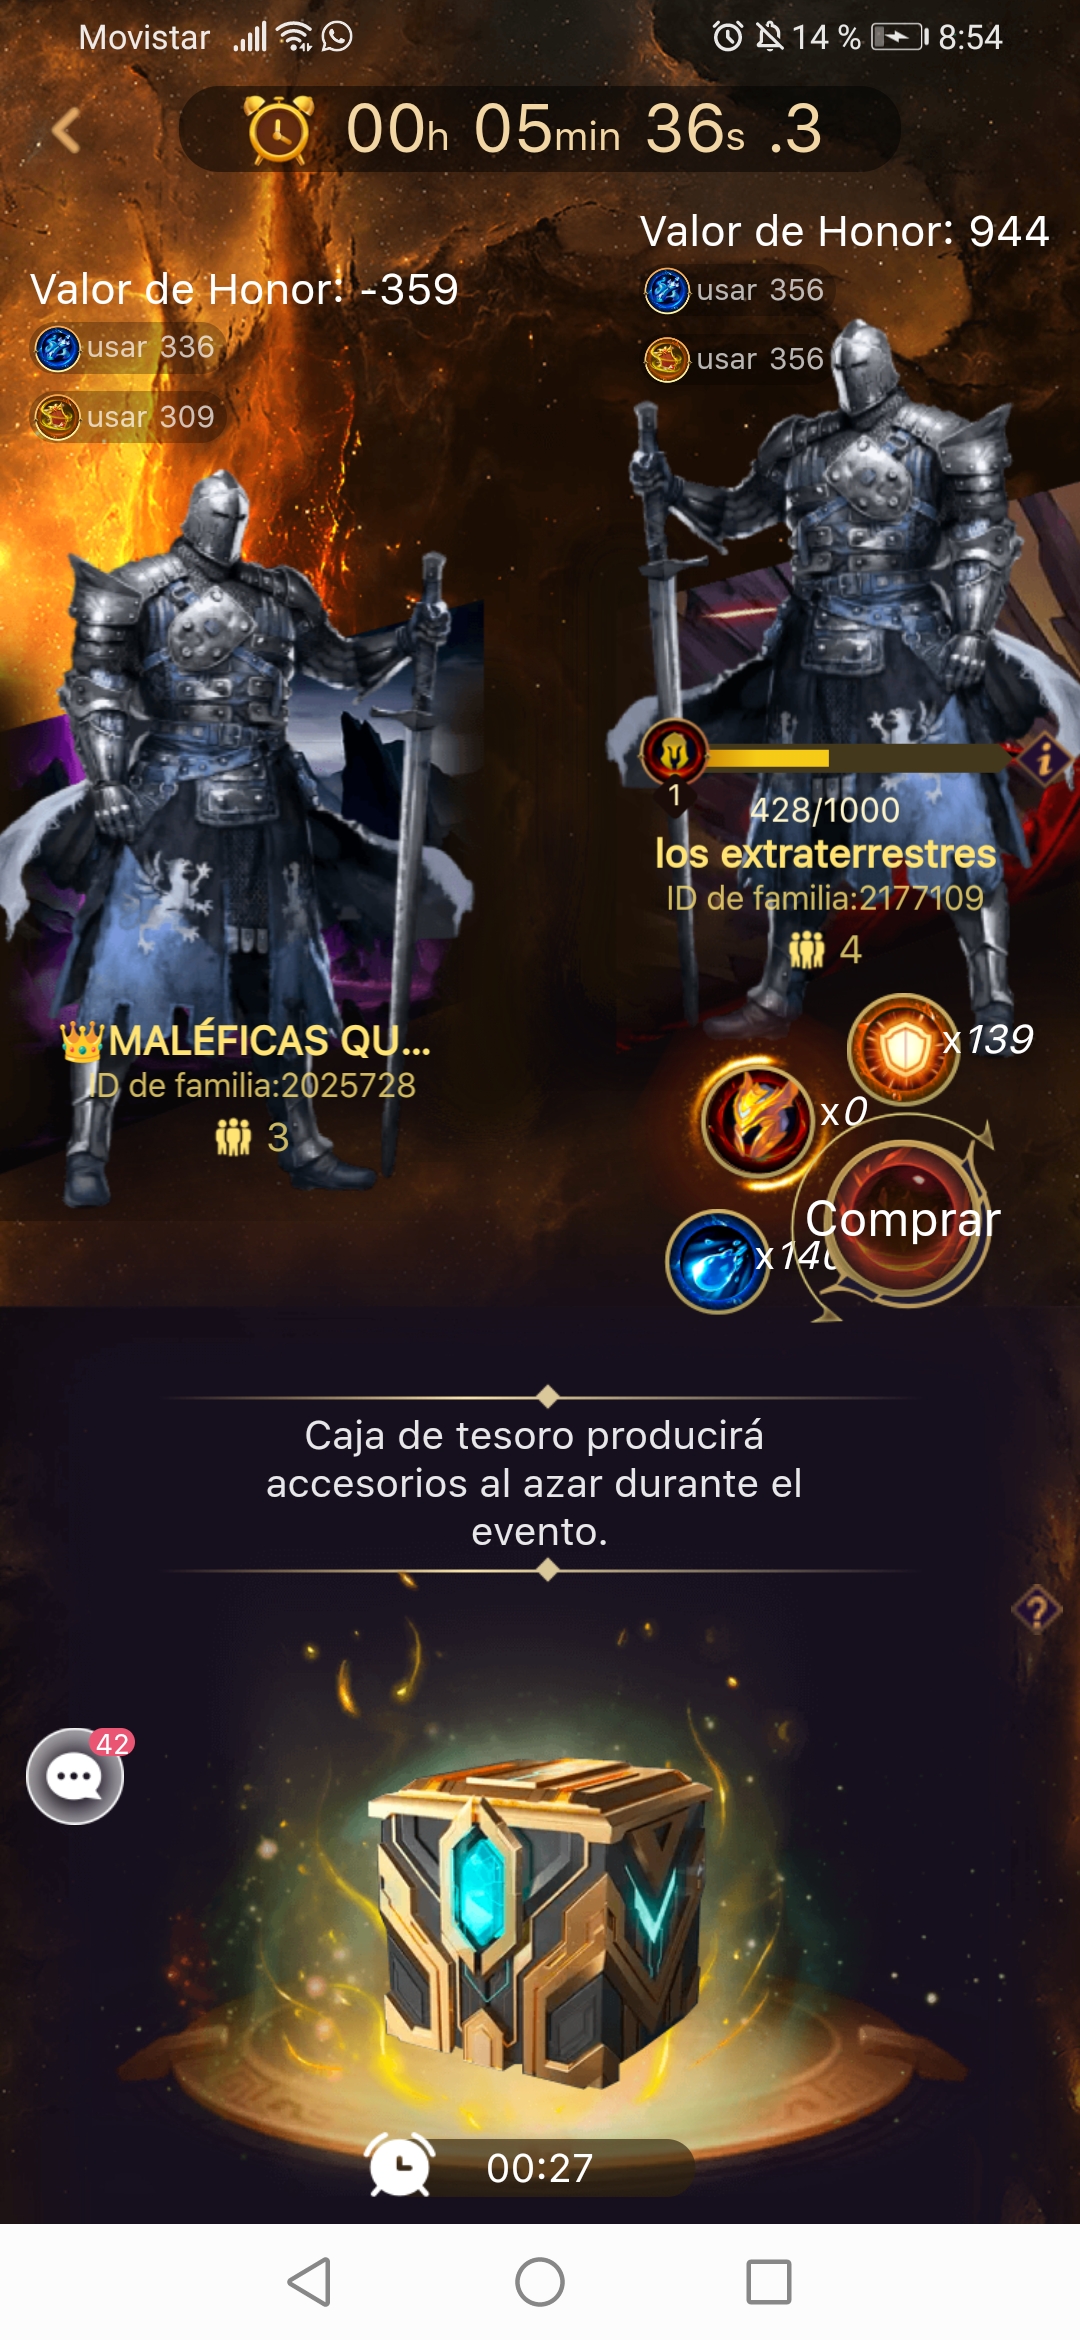 Movistar
14 %
8:54
00h 05min 36s .3
Valor de Honor: -359
usar 336
usar 309
Valor de Honor: 944
usar 356
usar 356
1
428/1000
los extraterrestres
ID de familia:2177109
4
MALÉFICAS QU...
ID de familia:2025728
3
x139
x0
Comprar
Caja de tesoro producirá
accesorios al azar durante el
evento.
?
42
00:27